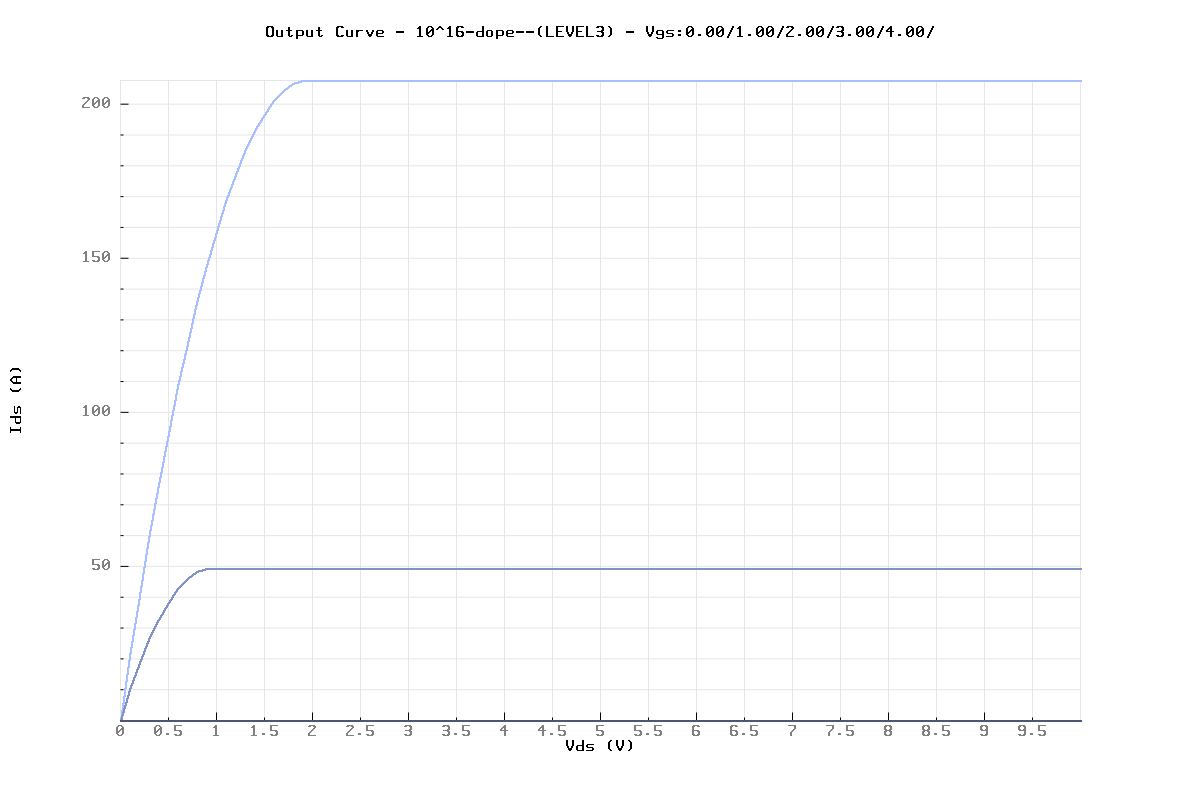 Output Curve - 10^16-dope--(LEVEL3) - Vgs:0.00/1.00/2.00/3.00/4.00/
200
150
100
50
Ids (A)
0 0.5 1 1.5 2 2.5 3 3.5 4 4.5 5 5.5 6 6.5 7 7.5 8 8.5 9 9.5
Vds (V)